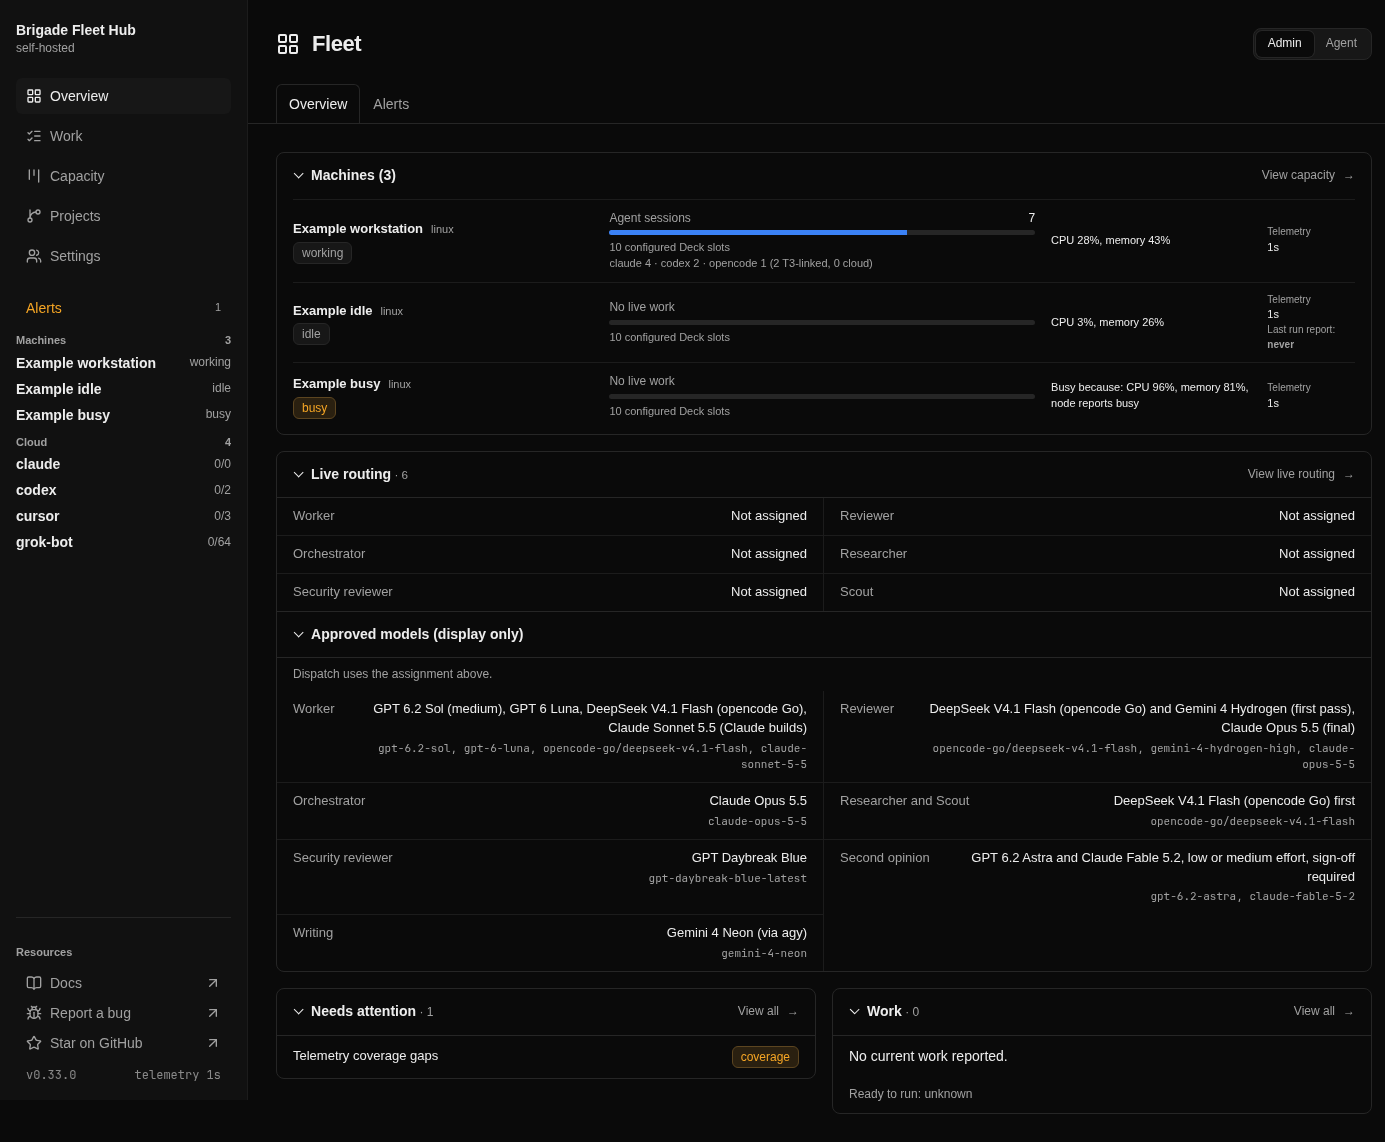 Brigade Fleet Hub
self-hosted
Overview
Work
Capacity
Projects
Settings
Alerts 1
Machines 3
Example workstation working
Example idle idle
Example busy busy
Cloud 4
claude 0/0
codex 0/2
cursor 0/3
grok-bot 0/64
Resources
Docs
Report a bug
Star on GitHub
v0.33.0 telemetry 1s
Fleet
Admin Agent
Overview Alerts
Machines (3) View capacity →
Example workstation linux
working
Agent sessions 7
10 configured Deck slots
claude 4 · codex 2 · opencode 1 (2 T3-linked, 0 cloud)
CPU 28%, memory 43%
Telemetry
1s
Example idle linux
idle
No live work
10 configured Deck slots
CPU 3%, memory 26%
Telemetry
1s
Last run report:
never
Example busy linux
busy
No live work
10 configured Deck slots
Busy because: CPU 96%, memory 81%,
node reports busy
Telemetry
1s
Live routing · 6 View live routing →
Worker Not assigned
Reviewer Not assigned
Orchestrator Not assigned
Researcher Not assigned
Security reviewer Not assigned
Scout Not assigned
Approved models (display only)
Dispatch uses the assignment above.
Worker GPT 6.2 Sol (medium), GPT 6 Luna, DeepSeek V4.1 Flash (opencode Go),
Claude Sonnet 5.5 (Claude builds)
gpt-6.2-sol, gpt-6-luna, opencode-go/deepseek-v4.1-flash, claude-
sonnet-5-5
Reviewer DeepSeek V4.1 Flash (opencode Go) and Gemini 4 Hydrogen (first pass),
Claude Opus 5.5 (final)
opencode-go/deepseek-v4.1-flash, gemini-4-hydrogen-high, claude-
opus-5-5
Orchestrator Claude Opus 5.5
claude-opus-5-5
Researcher and Scout DeepSeek V4.1 Flash (opencode Go) first
opencode-go/deepseek-v4.1-flash
Security reviewer GPT Daybreak Blue
gpt-daybreak-blue-latest
Second opinion GPT 6.2 Astra and Claude Fable 5.2, low or medium effort, sign-off
required
gpt-6.2-astra, claude-fable-5-2
Writing Gemini 4 Neon (via agy)
gemini-4-neon
Needs attention · 1 View all →
Telemetry coverage gaps coverage
Work · 0 View all →
No current work reported.
Ready to run: unknown